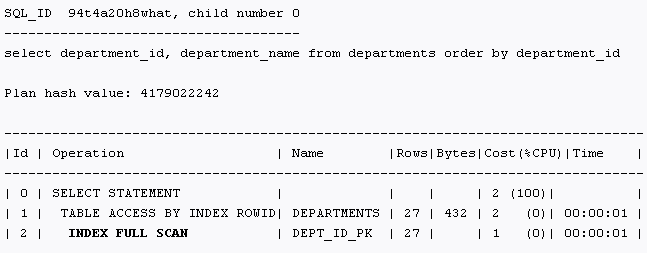 SQL_ID  94t4a20h8what, child number 0
-------------------------------------
select department_id, department_name from departments order by department_id
Plan hash value: 4179022242
--------------------------------------------------------------------------------
|Id | Operation                   | Name        |Rows|Bytes|Cost(%CPU)|Time    |
--------------------------------------------------------------------------------
| 0 | SELECT STATEMENT            |             |    |     | 2 (100)|          |
| 1 |  TABLE ACCESS BY INDEX ROWID| DEPARTMENTS | 27 | 432 | 2   (0)| 00:00:01 |
| 2 |   INDEX FULL SCAN           | DEPT_ID_PK  | 27 |     | 1   (0)| 00:00:01 |